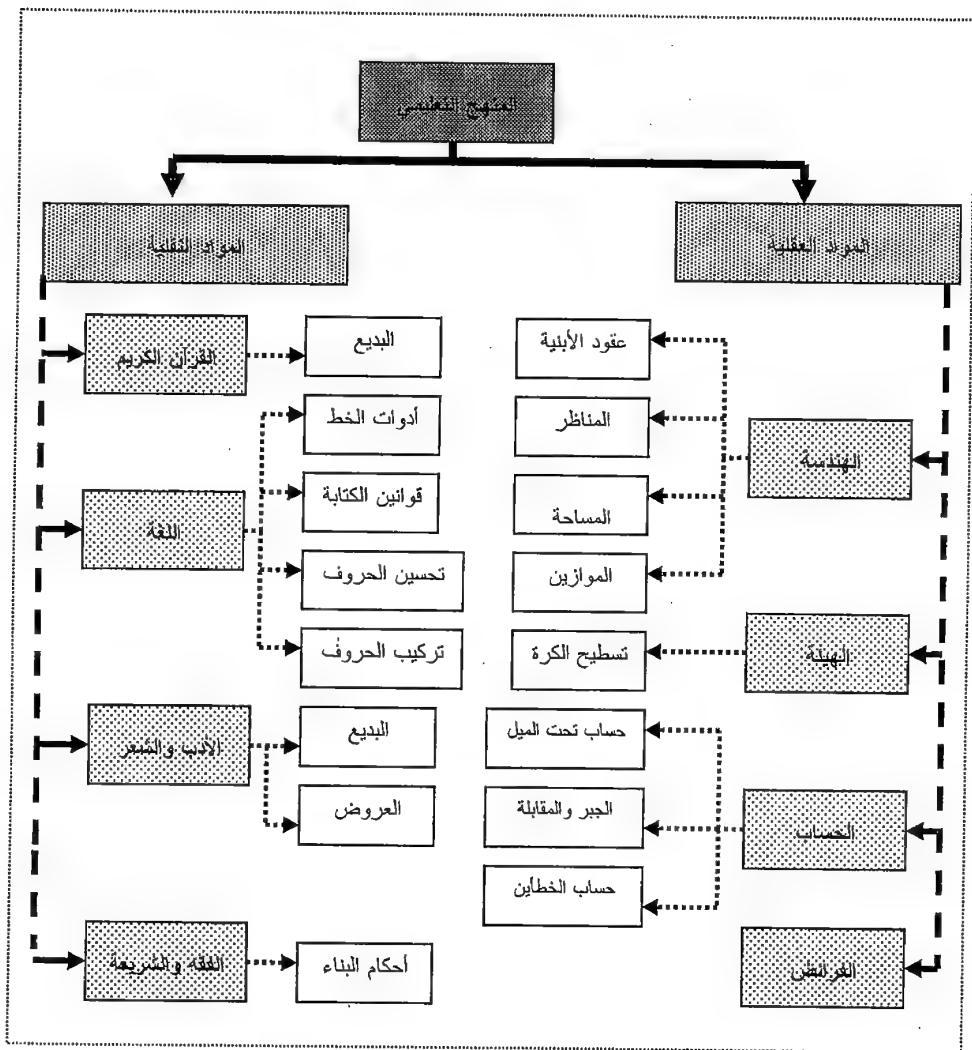 المنهج التعليمي
المواد العقلية
المواد النقلية
الهندسة
عقود الأبنية
المناظر
المساحة
الموازين
الهيئة
تسطيح الكرة
الحساب
حساب تحت الميل
الجبر والمقابلة
حساب الخطأين
الفرائض
القرآن الكريم
البديع
اللغة
أدوات الخط
قوانين الكتابة
تحسين الحروف
تركيب الحروف
الأدب والشعر
البديع
العروض
الفقه والشريعة
أحكام البناء